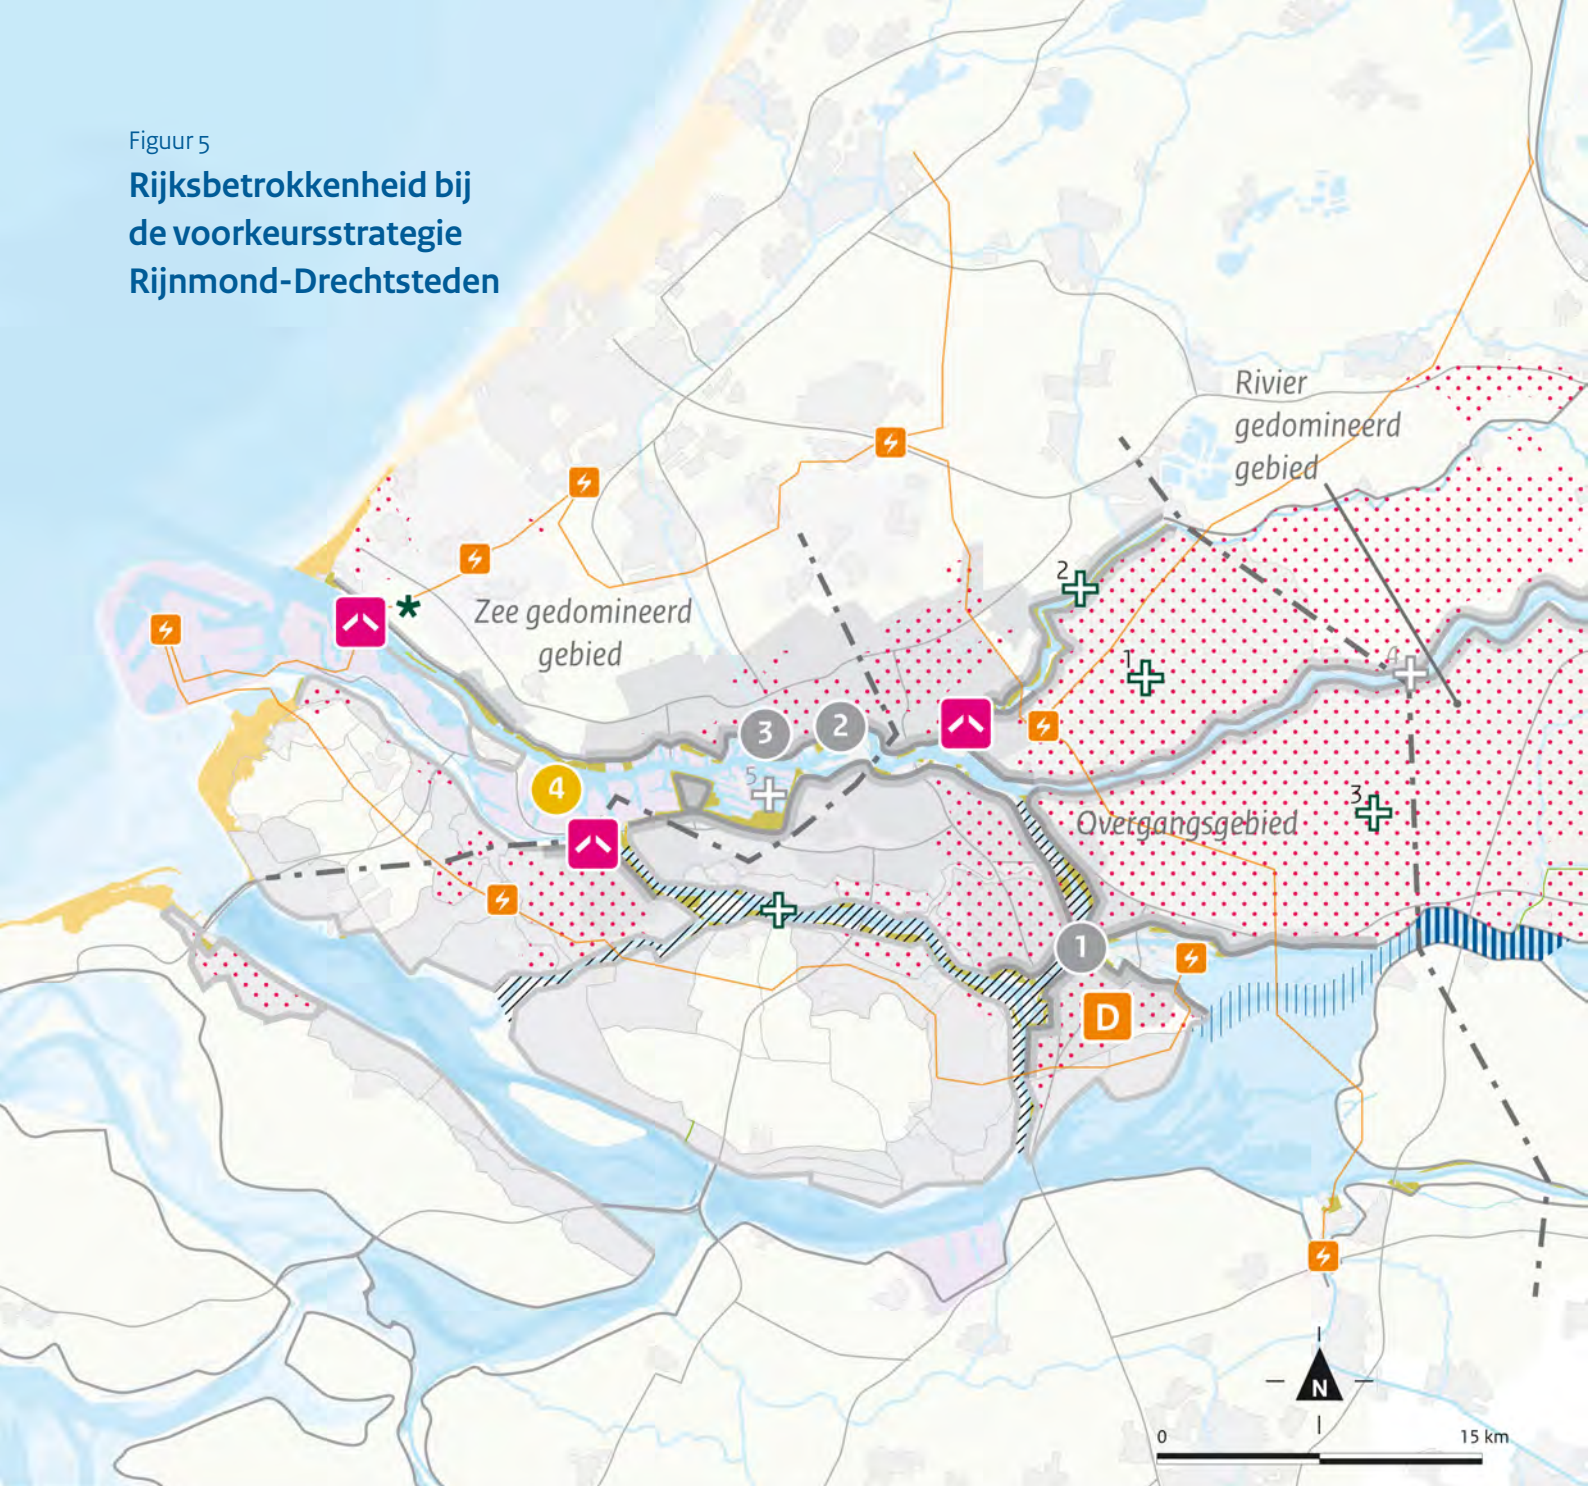 Figuur 5
Rijksbetrokkenheid bij
de voorkeursstrategie
Rijnmond-Drechtsteden
Rivier
gedomineerd
gebied
2
Zee gedomineerd
gebied
1
4
3
2
5
4
3
Overgangsgebied
1
D
N
0
15 km